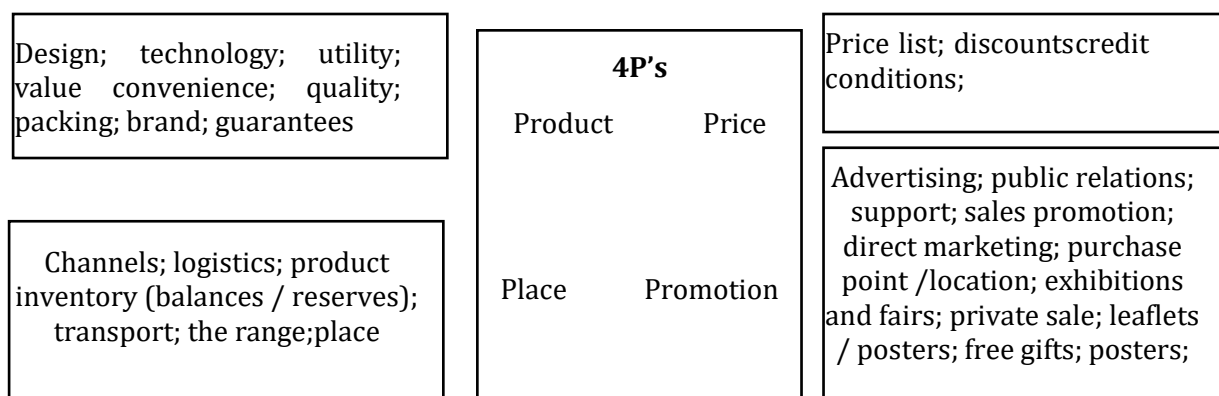 Design; technology; utility;
value convenience; quality;
packing; brand; guarantees
4P's
Product Price
Place Promotion
Price list; discountscredit
conditions;
Channels; logistics; product
inventory (balances / reserves);
transport; the range;place
Advertising; public relations;
support; sales promotion;
direct marketing; purchase
point /location; exhibitions
and fairs; private sale; leaflets
/ posters; free gifts; posters;